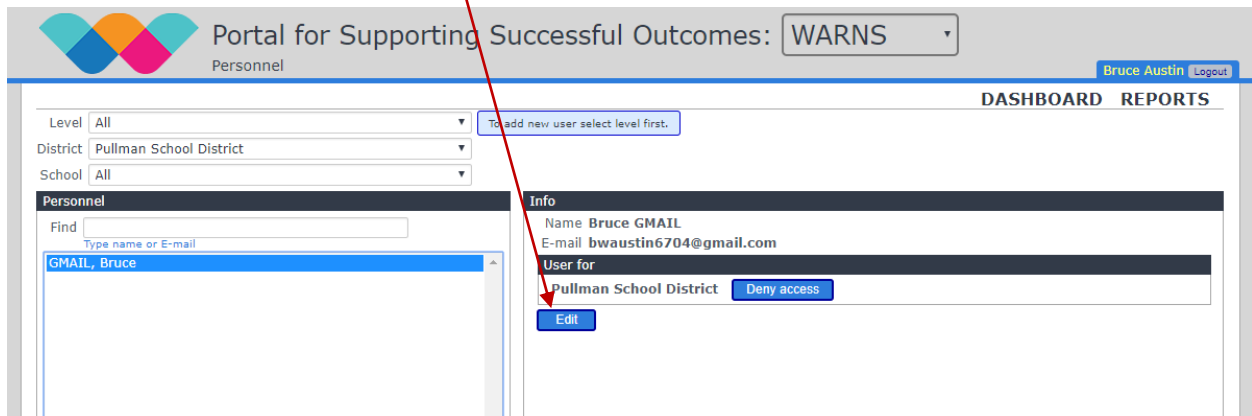 Portal for Supporting Successful Outcomes: WARNS
Personnel
Bruce Austin Logout
DASHBOARD REPORTS
Level All To add new user select level first.
District Pullman School District
School All
Personnel
Find
Type name or E-mail
GMAIL, Bruce
Info
Name Bruce GMAIL
E-mail bwaustin6704@gmail.com
User for
Pullman School District Deny access
Edit